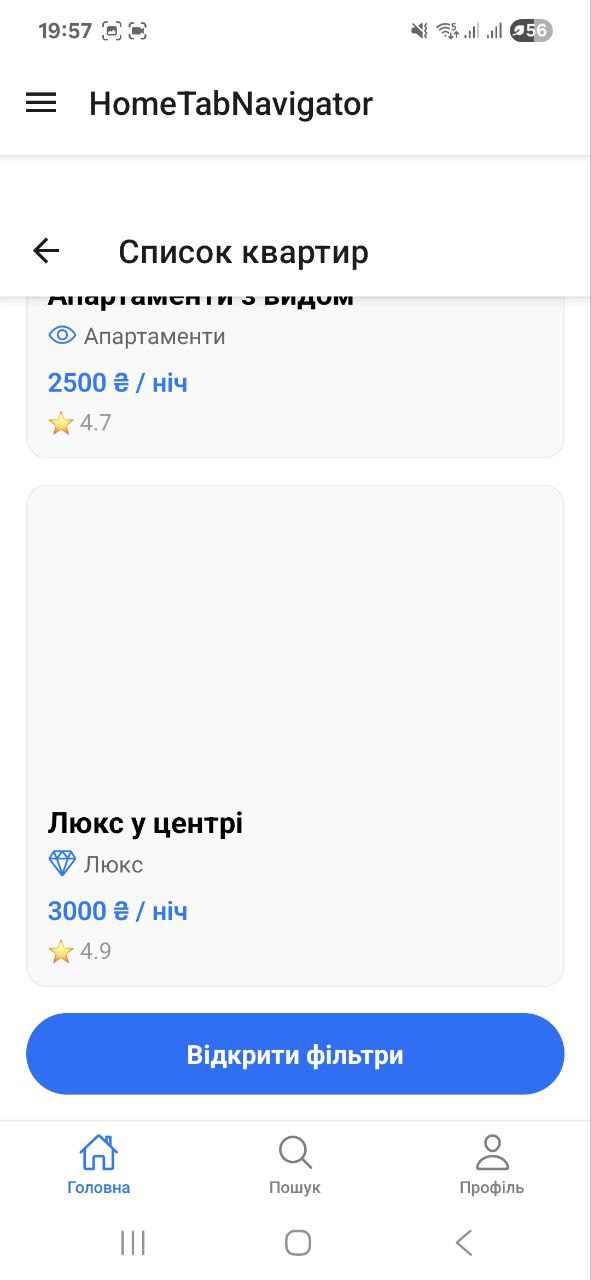 19:57
56
HomeTabNavigator
Список квартир
Апартаменти з видом
Апартаменти
2500 ₴ / ніч
4.7
Люкс у центрі
Люкс
3000 ₴ / ніч
4.9
Відкрити фільтри
Головна
Пошук
Профіль